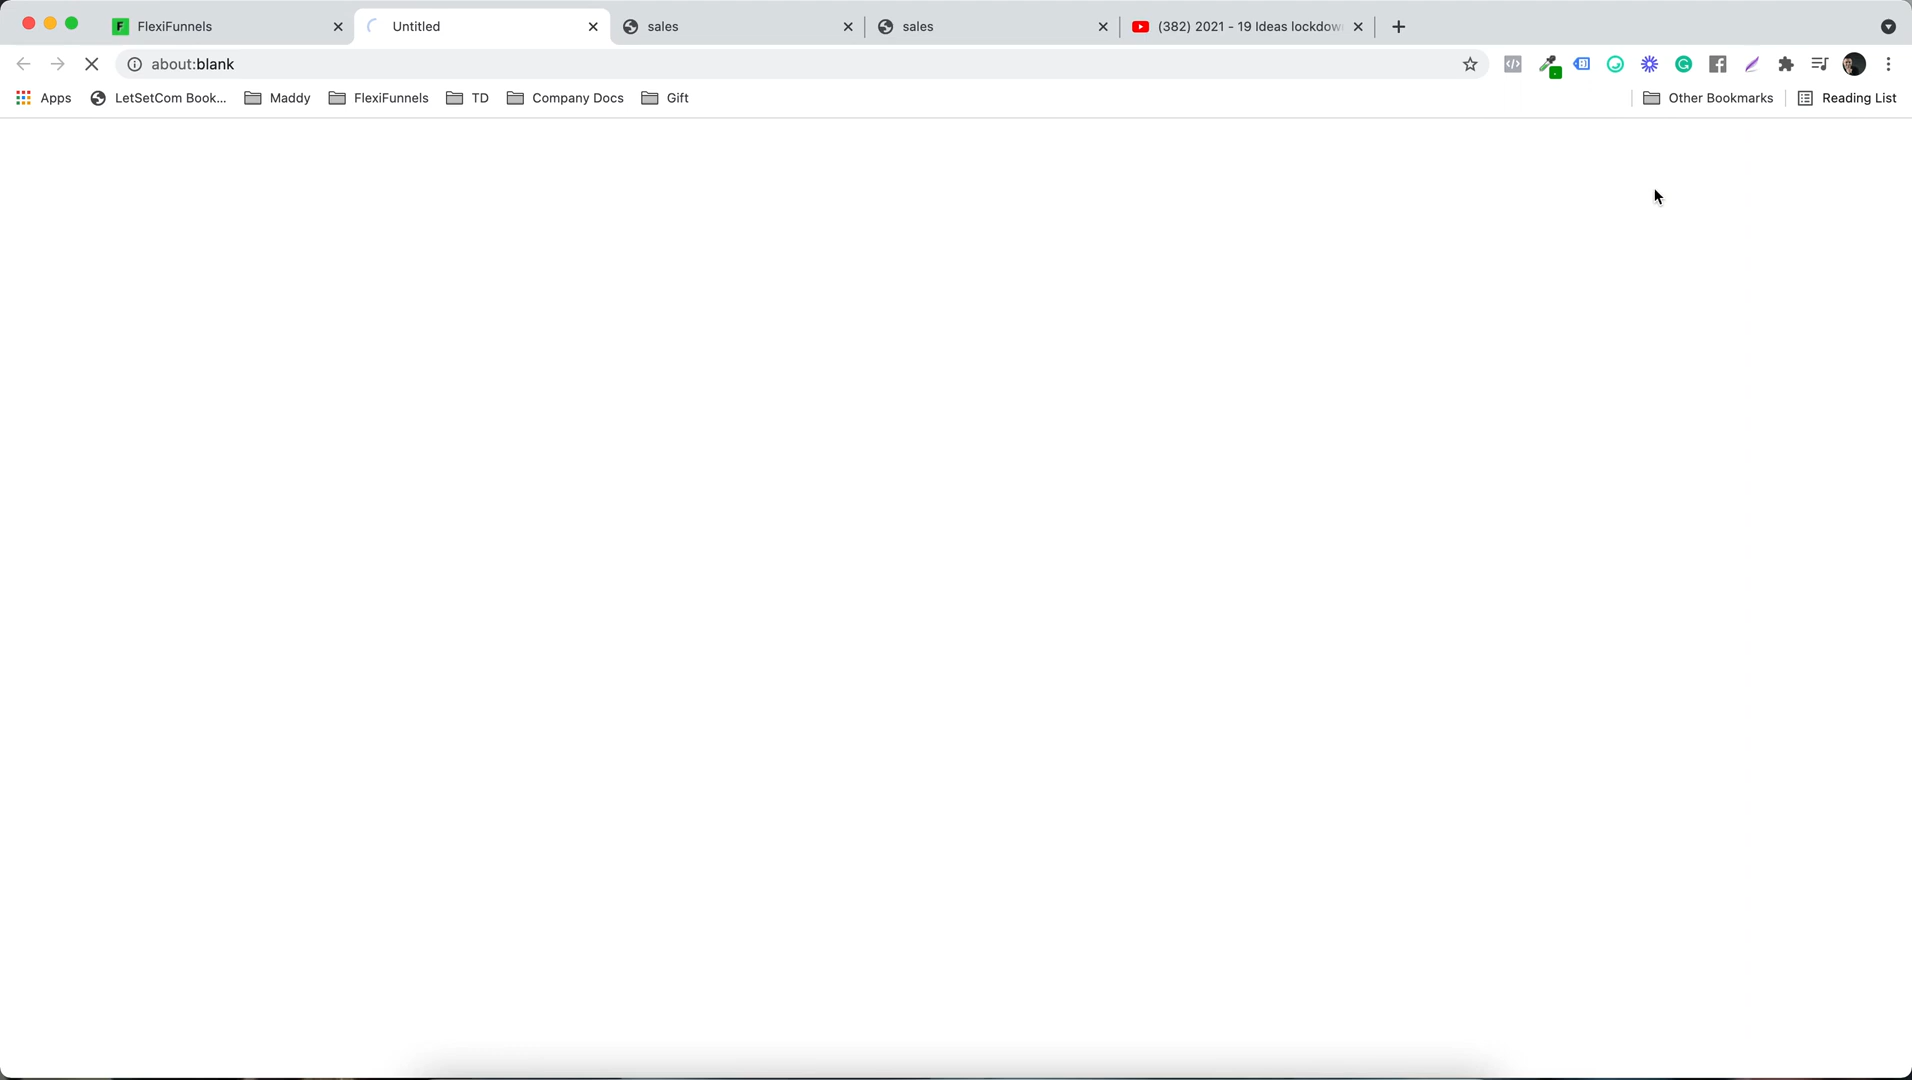 FlexiFunnels
Untitled
sales
sales
(382) 2021 - 19 Ideas lockdow
about:blank
Apps
LetSetCom Book...
Maddy
FlexiFunnels
TD
Company Docs
Gift
Other Bookmarks
Reading List